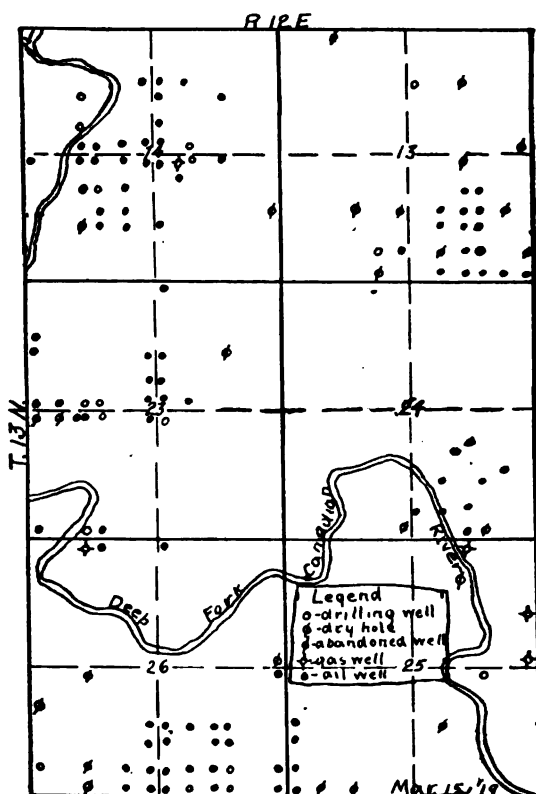 R 12 E
14
13
T. 13 N.
23
24
Deep Fork Canadian River
Legend
o-drilling well
ø-dry hole
ø-abandoned well
-gas well
-oil well
26
25
Mar. 15, '19